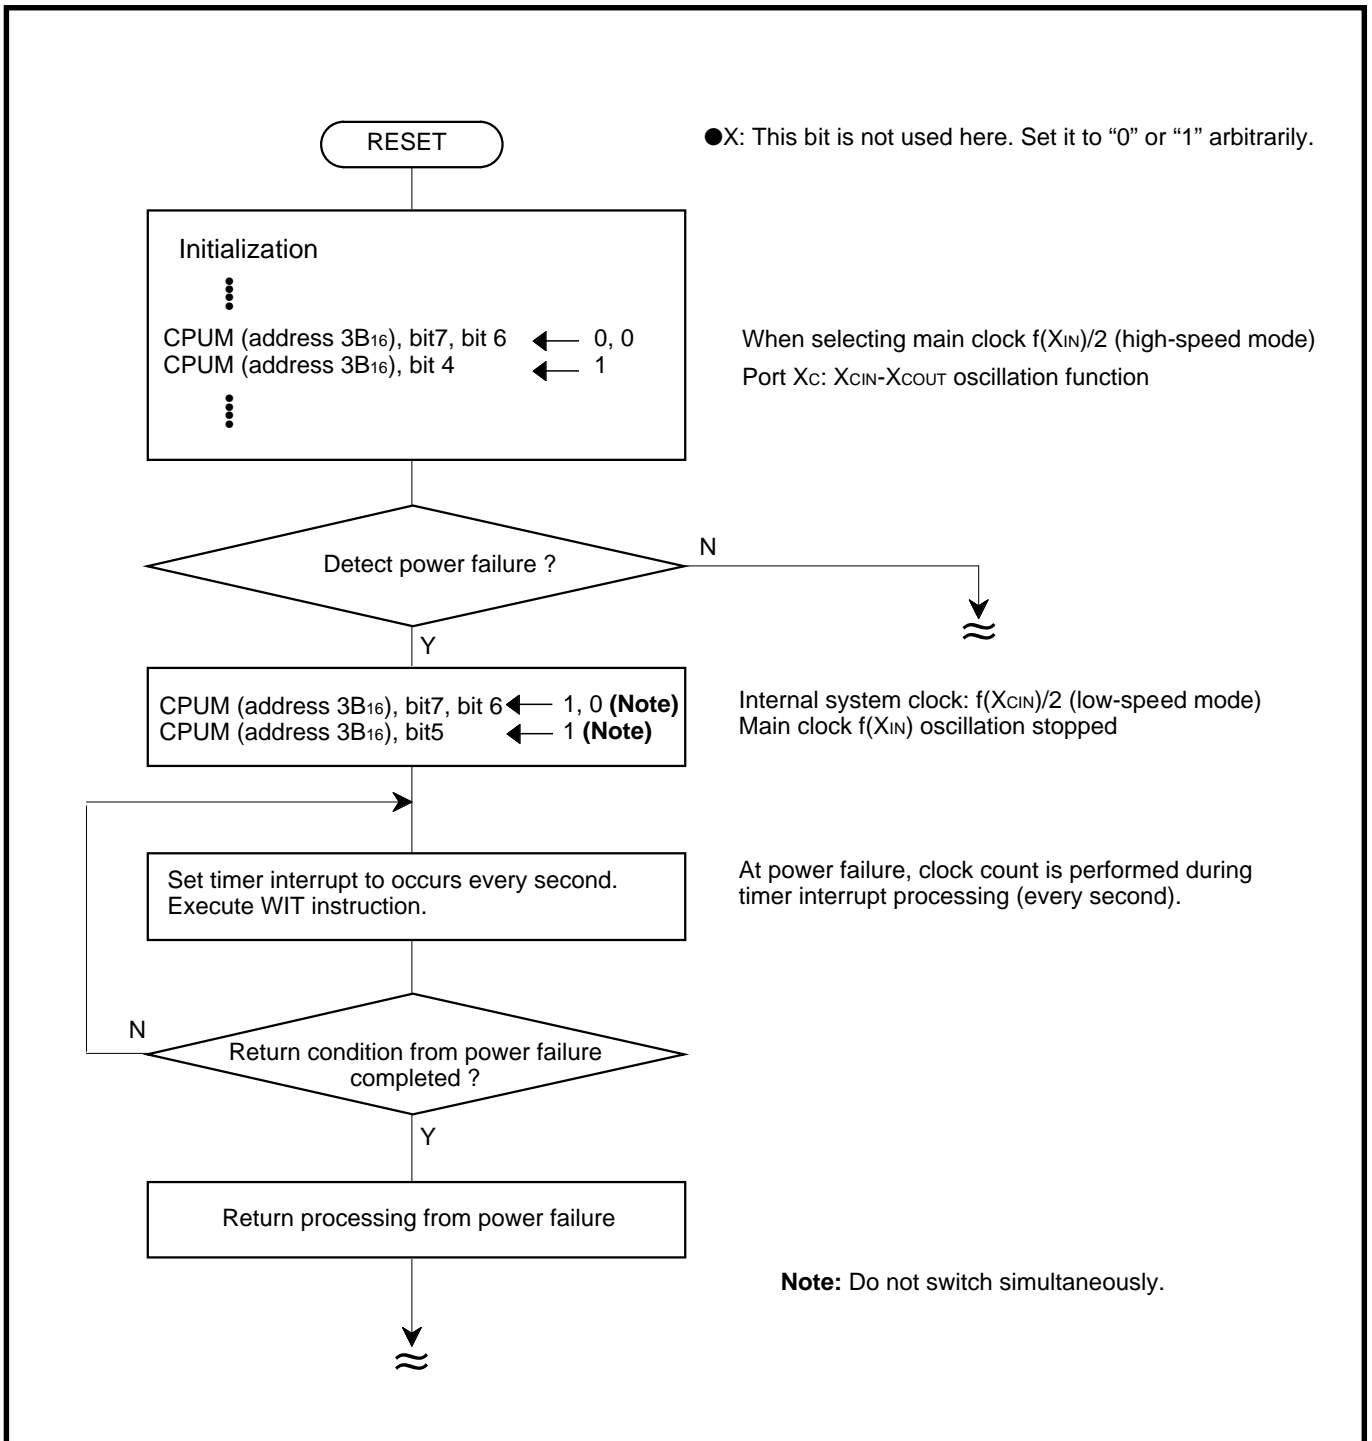 RESET
●X: This bit is not used here. Set it to “0” or “1” arbitrarily.
Initialization
CPUM (address 3B16), bit7, bit 6 ← 0, 0
When selecting main clock f(XIN)/2 (high-speed mode)
CPUM (address 3B16), bit 4 ← 1
Port XC: XCIN-XCOUT oscillation function
Detect power failure ?
N
Y
CPUM (address 3B16), bit7, bit 6 ← 1, 0 (Note)
Internal system clock: f(XCIN)/2 (low-speed mode)
CPUM (address 3B16), bit5 ← 1 (Note)
Main clock f(XIN) oscillation stopped
Set timer interrupt to occurs every second.
Execute WIT instruction.
At power failure, clock count is performed during
timer interrupt processing (every second).
N
Return condition from power failure
completed ?
Y
Return processing from power failure
Note: Do not switch simultaneously.